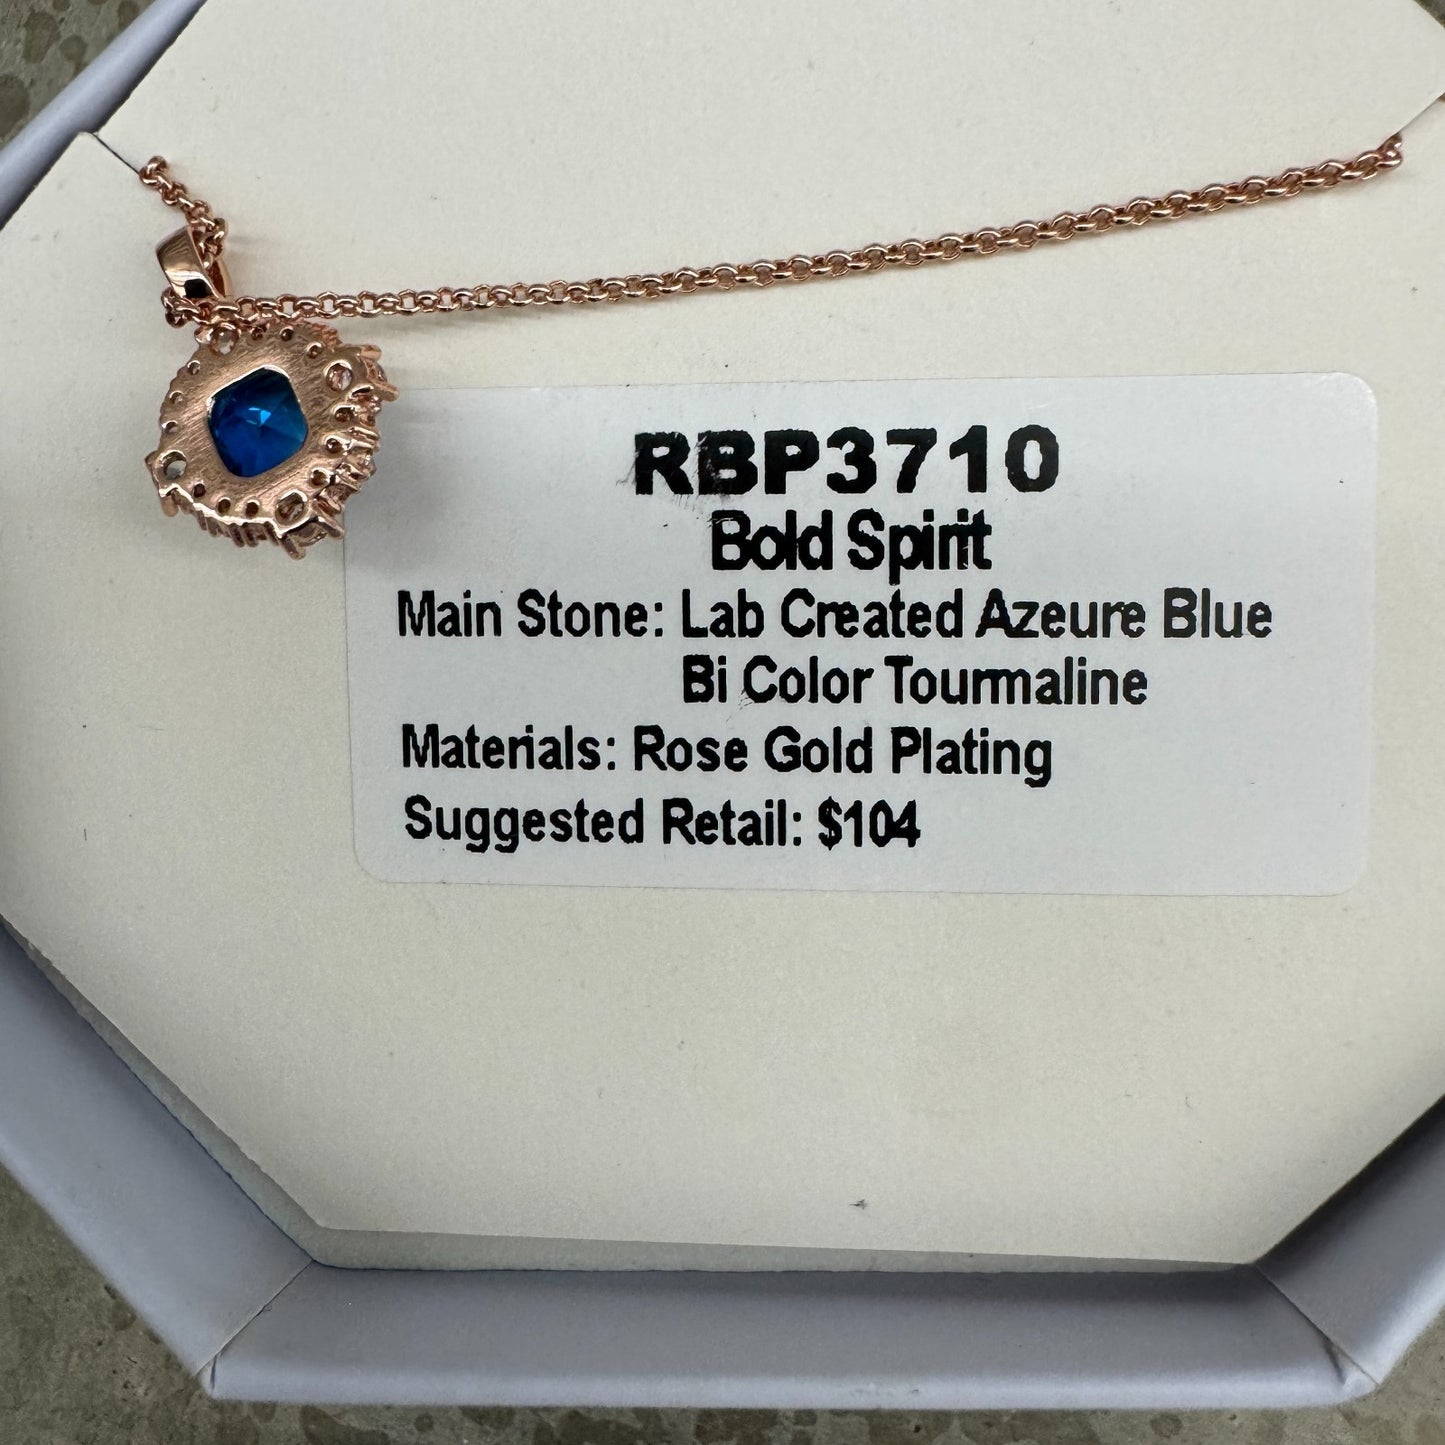 RBP3710
Bold Spirit
Main Stone: Lab Created Azeure Blue
Bi Color Tourmaline
Materials: Rose Gold Plating
Suggested Retail: $104